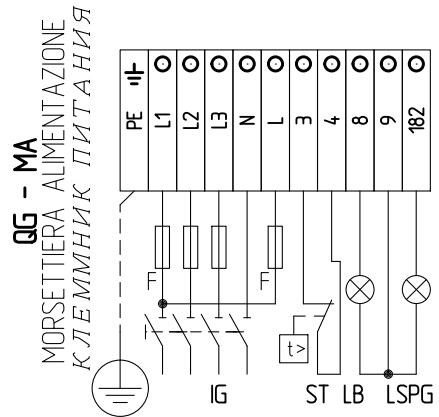 QG - MA
MORSETTIERA ALIMENTAZIONE
КЛЕММНИК ПИТАНИЯ
PE L1 L2 L3 N L 3 4 8 9 182
F F
t>
IG ST LB LSPG